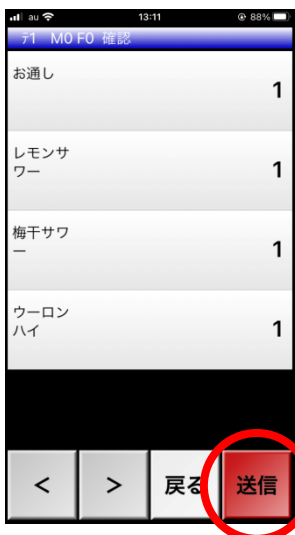 au 13:11 88%
ﾃ1 M0 F0 確認
お通し
1
レモンサ
ワー
1
梅干サワ
ー
1
ウーロン
ハイ
1
< > 戻る 送信